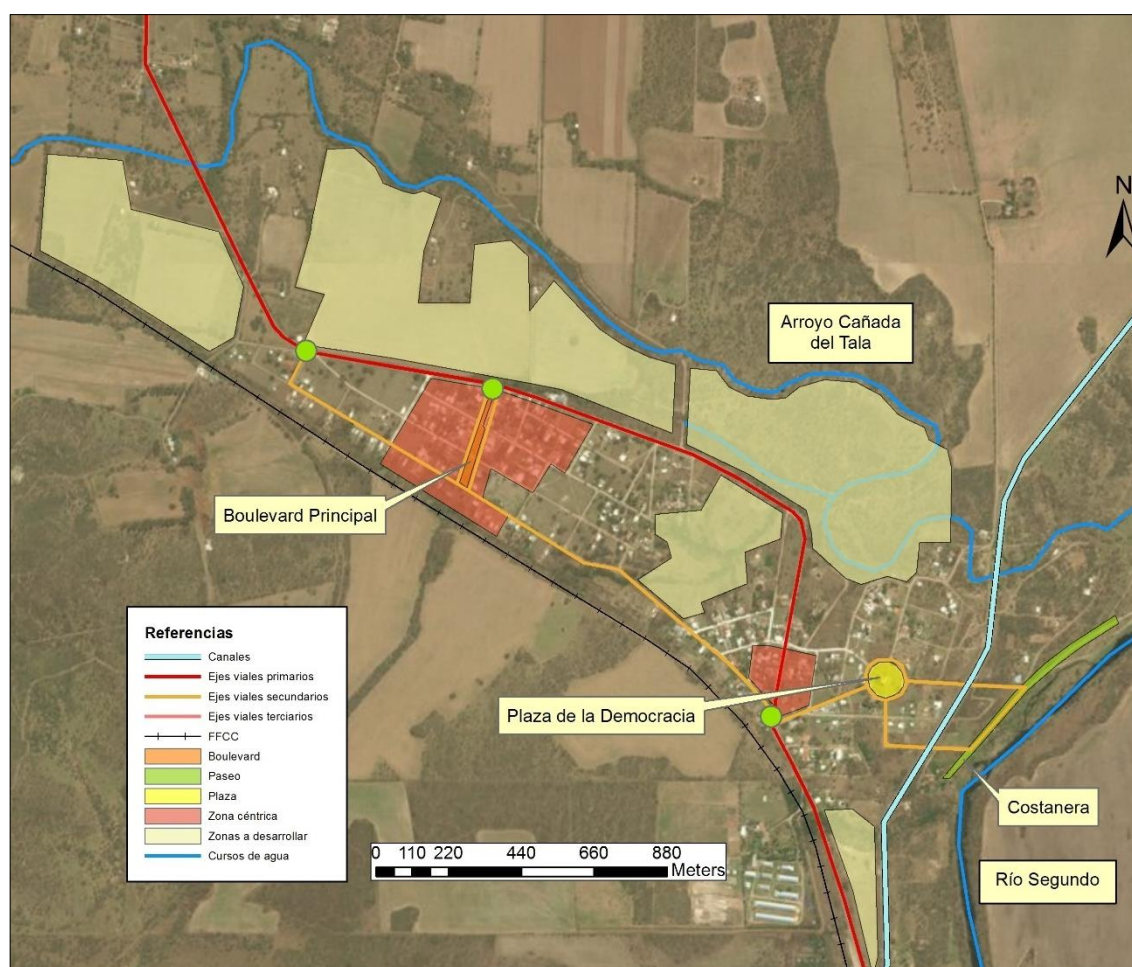 N
Arroyo Cañada
del Tala
Boulevard Principal
Plaza de la Democracia
Costanera
Río Segundo
Referencias
Canales
Ejes viales primarios
Ejes viales secundarios
Ejes viales terciarios
FFCC
Boulevard
Paseo
Plaza
Zona céntrica
Zonas a desarrollar
Cursos de agua
0 110 220 440 660 880
Meters